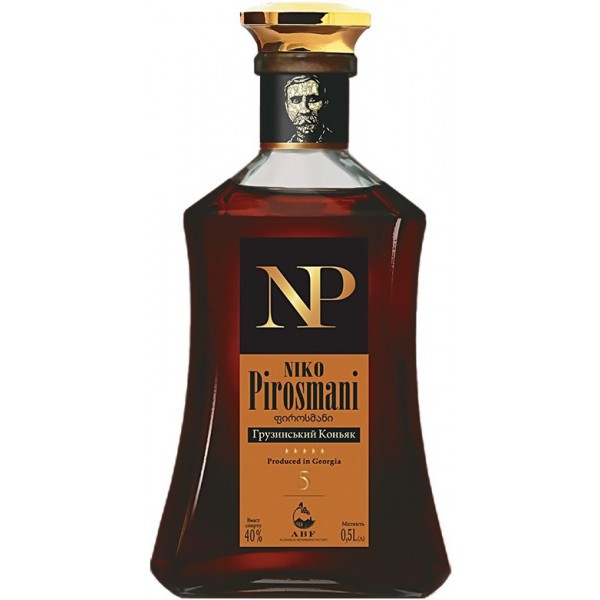 NP
NIKO
Pirosmani
ფიროსმანი
Грузинський Коньяк
Produced in Georgia
5
Вміст спирту 40%
ABF
Місткість 0,5L(л)